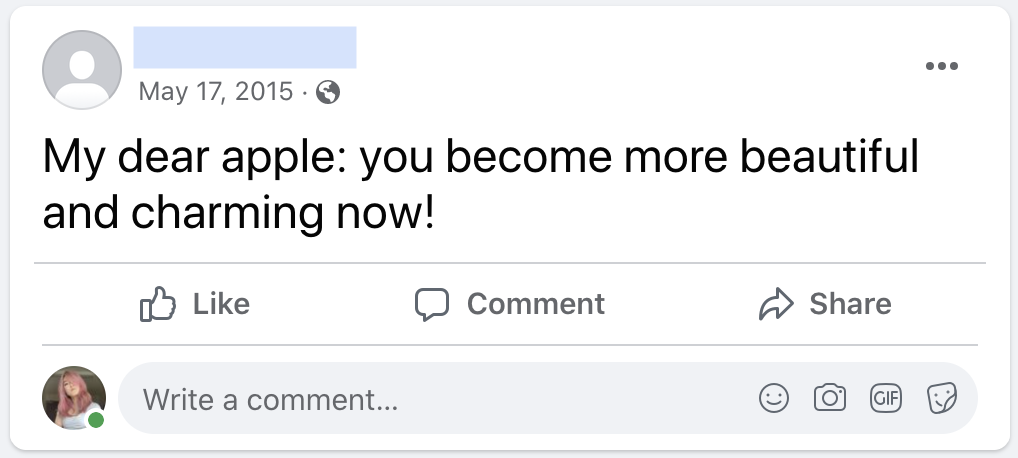 May 17, 2015 ·
My dear apple: you become more beautiful
and charming now!
Like Comment Share
Write a comment...
GIF